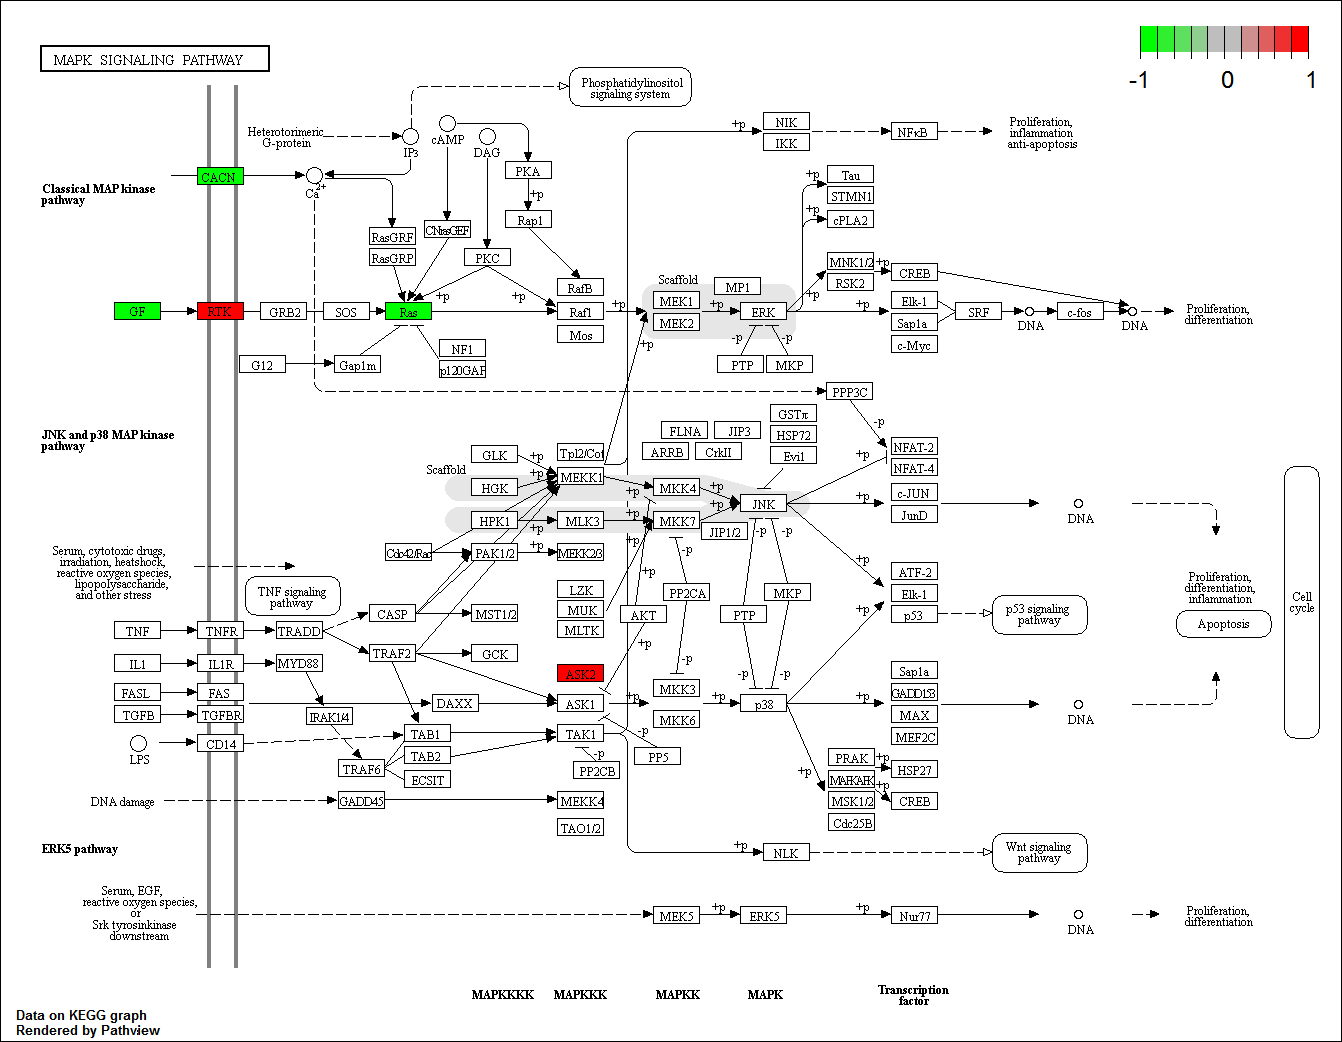 MAPK SIGNALING PATHWAY
-1 0 1
Phosphatidylinositol
signaling system
Heterotorimeric
G-protein
IP3
cAMP
DAG
+p
NIK
IKK
NFκB
Proliferation,
inflammation
anti-apoptosis
CACN
Ca2+
PKA
+p
Rap1
Classical MAP kinase
pathway
RasGRF
RasGRP
CNrasGEF
PKC
+p
Tau
STMN1
+p
cPLA2
RafB
Scaffold
MEK1
MEK2
MP1
MNK1/2
RSK2
+p
CREB
GF
RTK
GRB2
SOS
Ras
+p
+p
Raf1
Mos
+p
+p
ERK
+p
+p
Elk-1
Sap1a
c-Myc
SRF
DNA
c-fos
DNA
Proliferation,
differentiation
G12
Gap1m
NF1
p120GAP
+p
-p
-p
PTP
MKP
PPP3C
-p
JNK and p38 MAP kinase
pathway
GLK
HGK
HPK1
Scaffold
+p
+p
+p
Tpl2/Cot
MEKK1
MLK3
FLNA
JIP3
ARRB
CrkII
GSTπ
HSP72
Evi1
+p
NFAT-2
NFAT-4
MKK4
MKK7
+p
+p
+p
+p
JNK
JIP1/2
+p
c-JUN
JunD
DNA
Cdc42/Rac
PAK1/2
+p
MEKK2/3
-p
-p
-p
+p
Serum, cytotoxic drugs,
irradiation, heatshock,
reactive oxygen species,
lipopolysaccharide,
and other stress
TNF signaling
pathway
LZK
MUK
MLTK
+p
AKT
PP2CA
PTP
MKP
ATF-2
Elk-1
p53
+p
p53 signaling
pathway
Proliferation,
differentiation,
inflammation
Apoptosis
Cell
cycle
CASP
MST1/2
TNF
TNFR
TRADD
TRAF2
GCK
+p
IL1
IL1R
MYD88
ASK2
-p
-p
-p
FASL
FAS
DAXX
ASK1
+p
MKK3
MKK6
+p
p38
+p
Sap1a
GADD153
MAX
MEF2C
DNA
TGFB
TGFBR
IRAK1/4
LPS
CD14
TAB1
TAB2
ECSIT
TRAF6
TAK1
-p
-p
PP2CB
PP5
+p
PRAK
MAPKAPK
MSK1/2
Cdc25B
+p
+p
HSP27
CREB
DNA damage
GADD45
MEKK4
TAO1/2
ERK5 pathway
+p
NLK
Wnt signaling
pathway
Serum, EGF,
reactive oxygen species,
or
Srk tyrosinkinase
downstream
MEK5
+p
ERK5
+p
Nur77
DNA
Proliferation,
differentiation
MAPKKKK
MAPKKK
MAPKK
MAPK
Transcription
factor
Data on KEGG graph
Rendered by Pathview